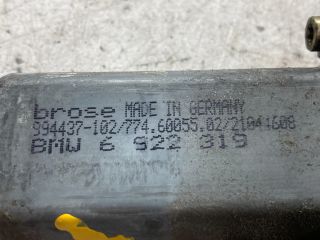 brose MADE IN GERMANY
994437-102/774.60055.02/21041608
BMW 6 922 319